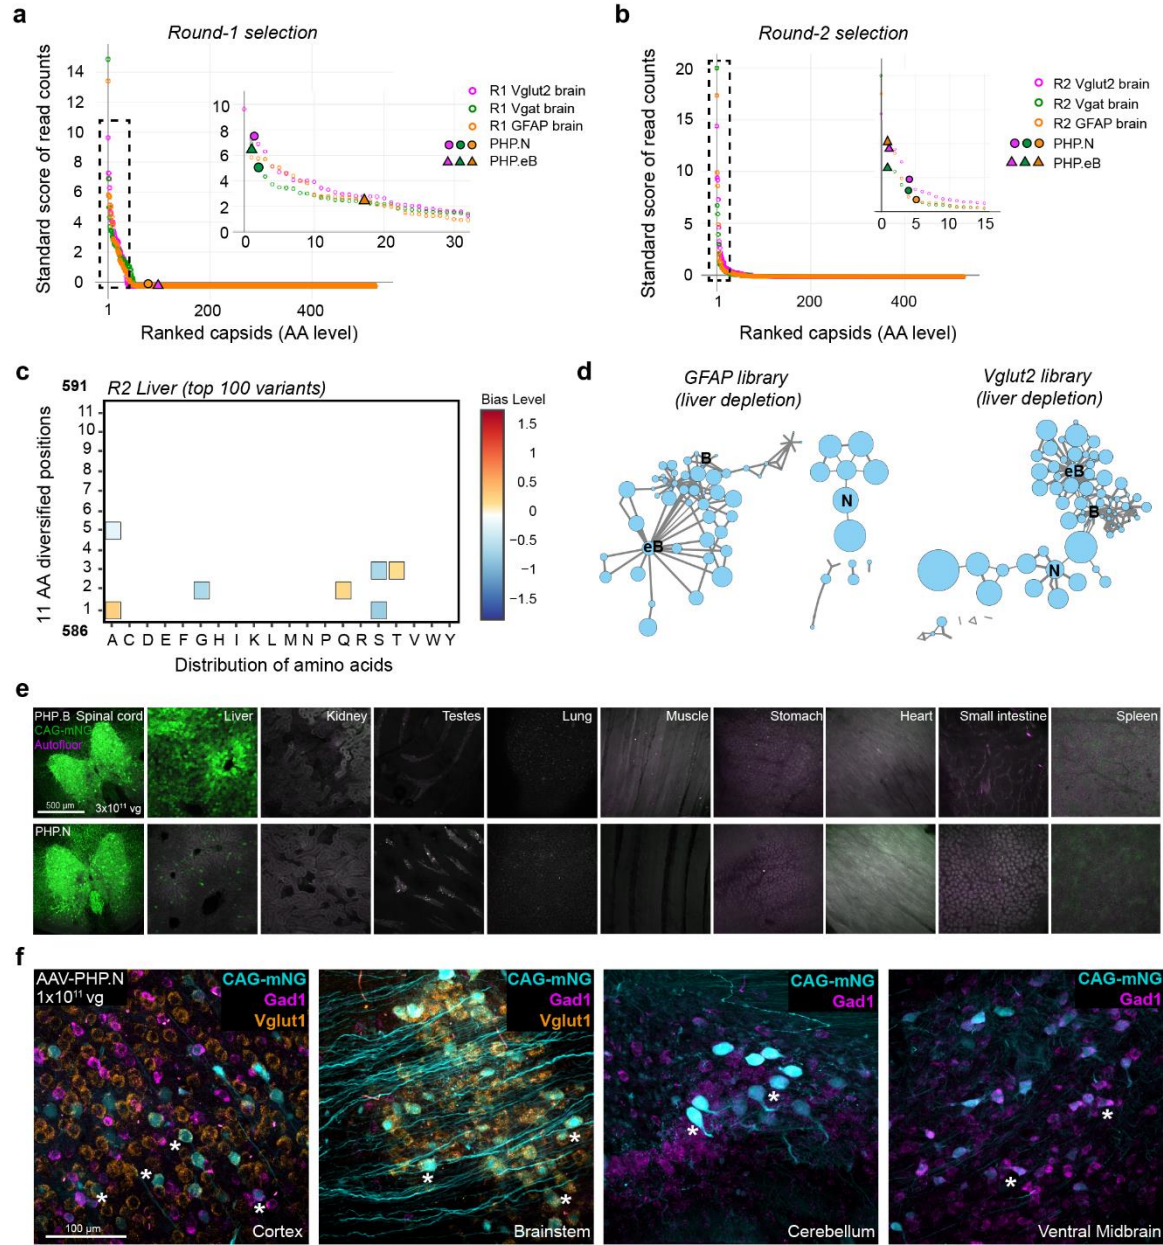 a
Round-1 selection
Standard score of read counts
14
12
10
8
6
4
2
0
1
200
400
Ranked capsids (AA level)
10
8
6
4
2
0
0
10
20
30
R1 Vglut2 brain
R1 Vgat brain
R1 GFAP brain
PHP.N
PHP.eB
b
Round-2 selection
Standard score of read counts
20
15
10
5
0
1
200
400
Ranked capsids (AA level)
0
5
10
15
R2 Vglut2 brain
R2 Vgat brain
R2 GFAP brain
PHP.N
PHP.eB
c
591
R2 Liver (top 100 variants)
11 AA diversified positions
11
10
9
8
7
6
5
4
3
2
1
586
A C D E F G H I K L M N P Q R S T V W Y
Distribution of amino acids
Bias Level
1.5
1.0
0.5
0.0
−0.5
−1.0
−1.5
d
GFAP library
(liver depletion)
B
eB
N
Vglut2 library
(liver depletion)
eB
B
N
e
PHP.B
Spinal cord
CAG-mNG
Autofloor
500 µm
3x10¹¹ vg
Liver
Kidney
Testes
Lung
Muscle
Stomach
Heart
Small intestine
Spleen
PHP.N
f
AAV-PHP.N
1x10¹¹ vg
CAG-mNG
Gad1
Vglut1
*
*
*
*
100 µm
Cortex
CAG-mNG
Gad1
Vglut1
*
*
*
Brainstem
CAG-mNG
Gad1
*
*
Cerebellum
CAG-mNG
Gad1
*
*
Ventral Midbrain